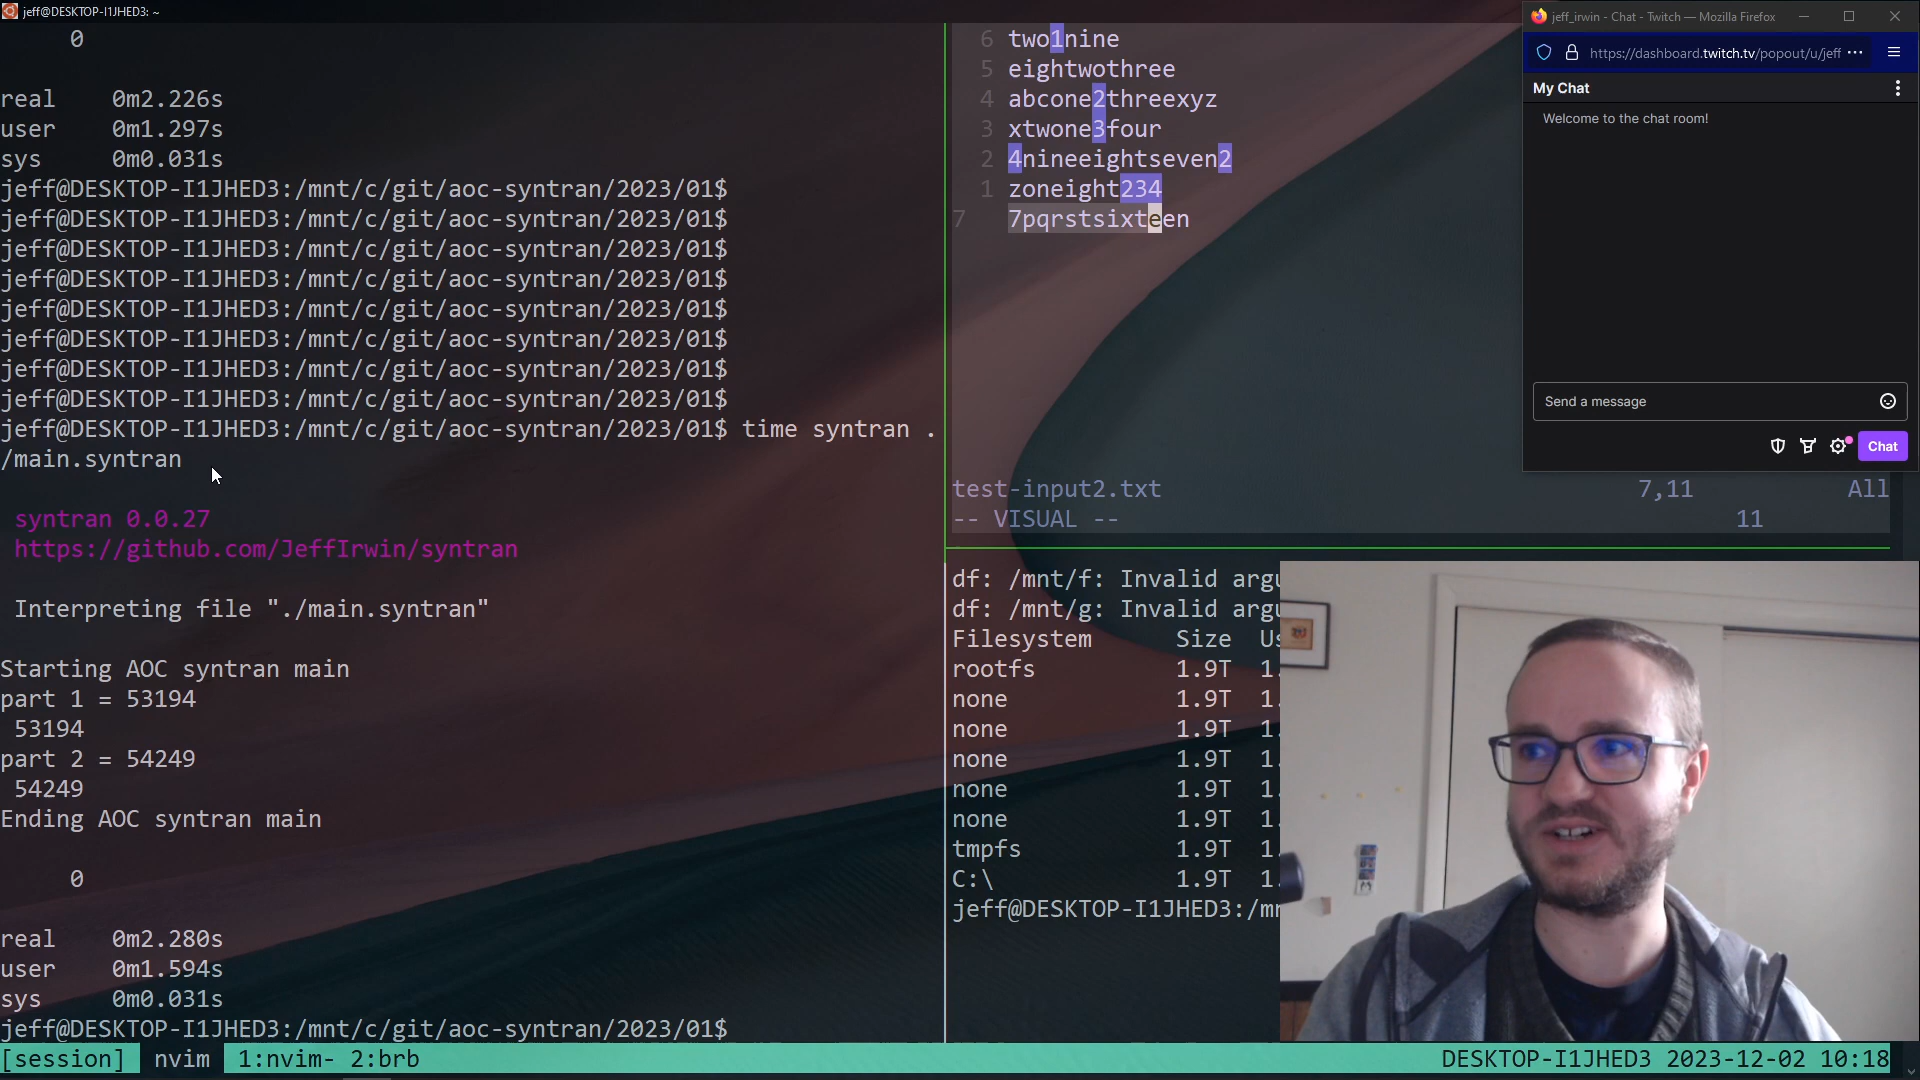 jeff@DESKTOP-I1JHED3: ~
0
real 0m2.226s
user 0m1.297s
sys 0m0.031s
jeff@DESKTOP-I1JHED3:/mnt/c/git/aoc-syntran/2023/01$
jeff@DESKTOP-I1JHED3:/mnt/c/git/aoc-syntran/2023/01$
jeff@DESKTOP-I1JHED3:/mnt/c/git/aoc-syntran/2023/01$
jeff@DESKTOP-I1JHED3:/mnt/c/git/aoc-syntran/2023/01$
jeff@DESKTOP-I1JHED3:/mnt/c/git/aoc-syntran/2023/01$
jeff@DESKTOP-I1JHED3:/mnt/c/git/aoc-syntran/2023/01$
jeff@DESKTOP-I1JHED3:/mnt/c/git/aoc-syntran/2023/01$
jeff@DESKTOP-I1JHED3:/mnt/c/git/aoc-syntran/2023/01$
jeff@DESKTOP-I1JHED3:/mnt/c/git/aoc-syntran/2023/01$ time syntran .
/main.syntran
syntran 0.0.27
https://github.com/JeffIrwin/syntran
Interpreting file "./main.syntran"
Starting AOC syntran main
part 1 = 53194
53194
part 2 = 54249
54249
Ending AOC syntran main
0
real 0m2.280s
user 0m1.594s
sys 0m0.031s
jeff@DESKTOP-I1JHED3:/mnt/c/git/aoc-syntran/2023/01$
6 two1nine
5 eightwothree
4 abcone2threexyz
3 xtwone3four
2 4nineeightseven2
1 zoneight234
7 7pqrstsixteen
test-input2.txt 7,11 All
-- VISUAL -- 11
df: /mnt/f: Invalid argu
df: /mnt/g: Invalid argu
Filesystem Size Us
rootfs 1.9T 1.
none 1.9T 1.
none 1.9T 1.
none 1.9T 1.
none 1.9T 1.
none 1.9T 1.
tmpfs 1.9T 1.
C:\ 1.9T 1.
jeff@DESKTOP-I1JHED3:/mn
jeff_irwin - Chat - Twitch — Mozilla Firefox
https://dashboard.twitch.tv/popout/u/jeff
My Chat
Welcome to the chat room!
Send a message
Chat
[session] nvim 1:nvim- 2:brb DESKTOP-I1JHED3 2023-12-02 10:18